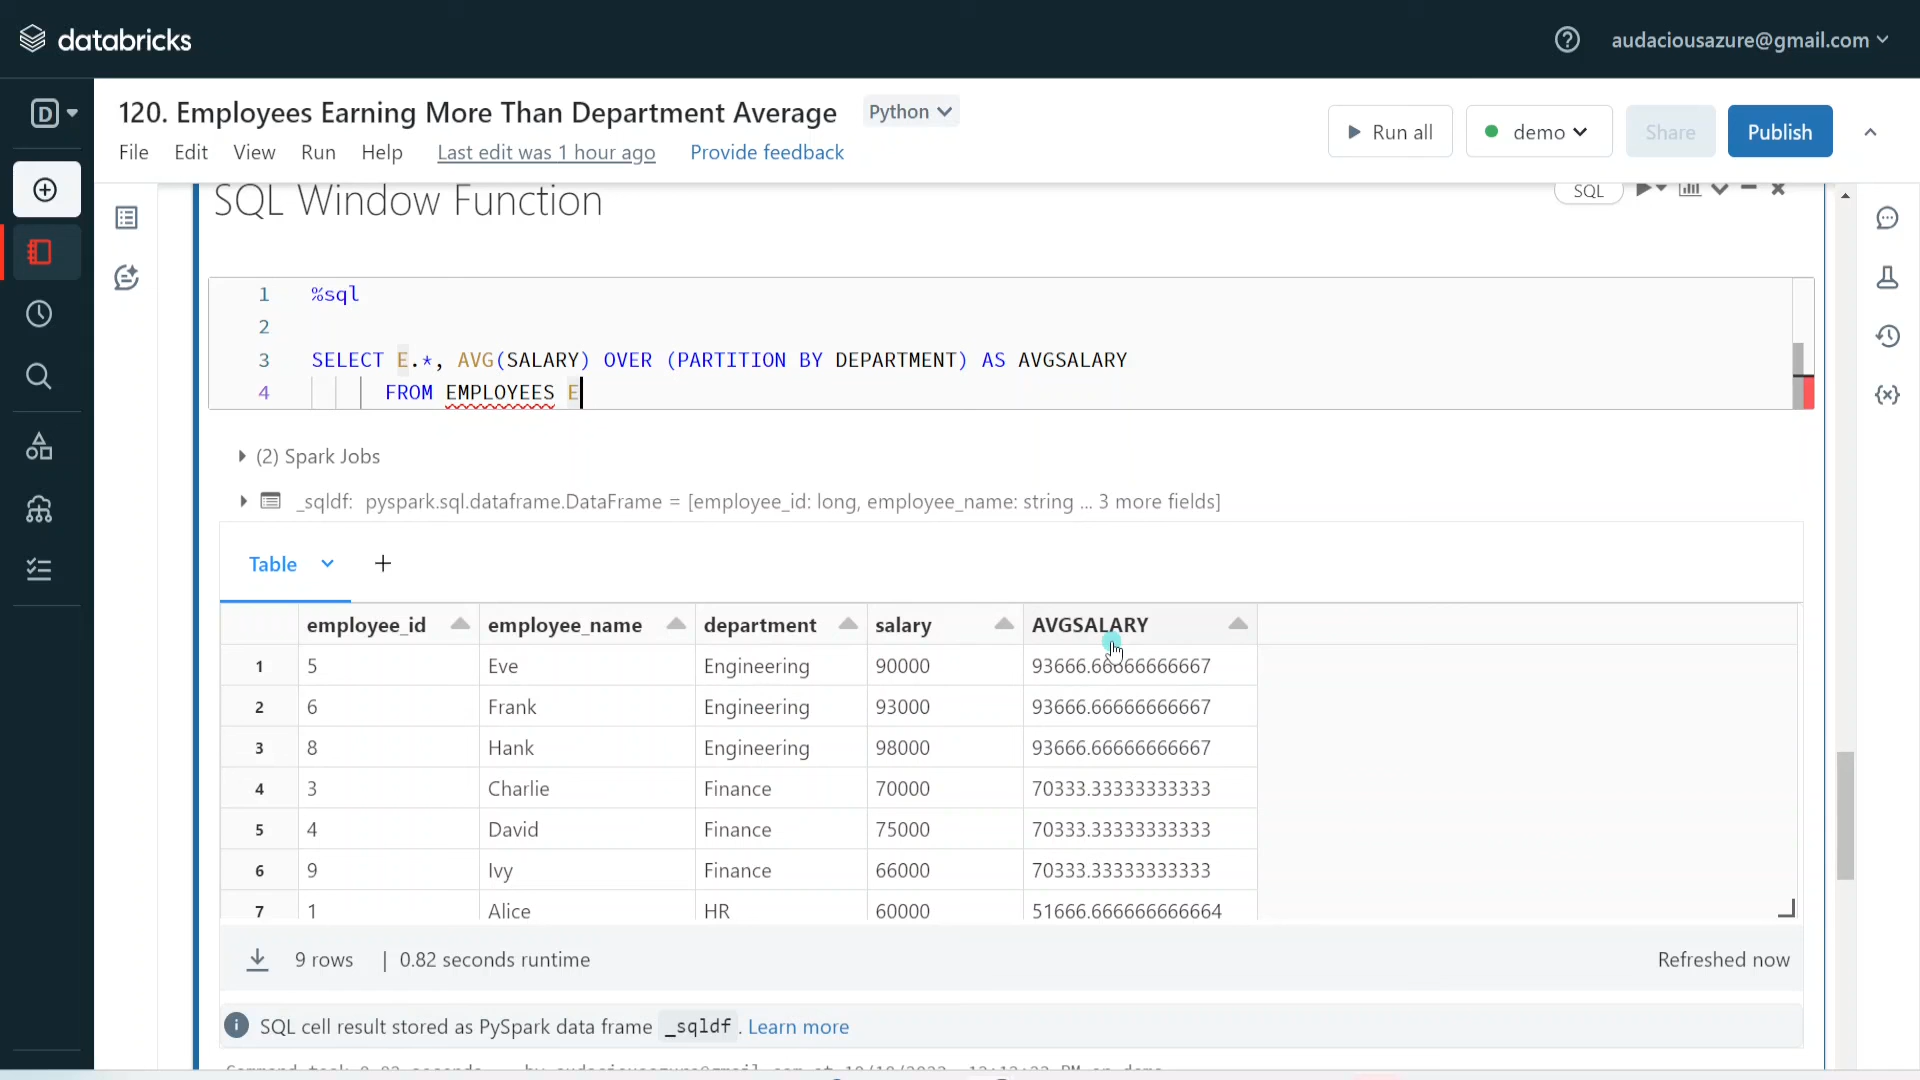 databricks
audaciousazure@gmail.com
D
120. Employees Earning More Than Department Average Python
File Edit View Run Help Last edit was 1 hour ago Provide feedback
Run all demo Share Publish
SQL Window Function
SQL
1 %sql
2
3 SELECT E.*, AVG(SALARY) OVER (PARTITION BY DEPARTMENT) AS AVGSALARY
4 FROM EMPLOYEES E
(2) Spark Jobs
_sqldf: pyspark.sql.dataframe.DataFrame = [employee_id: long, employee_name: string ... 3 more fields]
Table +
employee_id employee_name department salary AVGSALARY
1 5 Eve Engineering 90000 93666.66666666667
2 6 Frank Engineering 93000 93666.66666666667
3 8 Hank Engineering 98000 93666.66666666667
4 3 Charlie Finance 70000 70333.33333333333
5 4 David Finance 75000 70333.33333333333
6 9 Ivy Finance 66000 70333.33333333333
7 1 Alice HR 60000 51666.666666666664
9 rows | 0.82 seconds runtime Refreshed now
SQL cell result stored as PySpark data frame _sqldf . Learn more